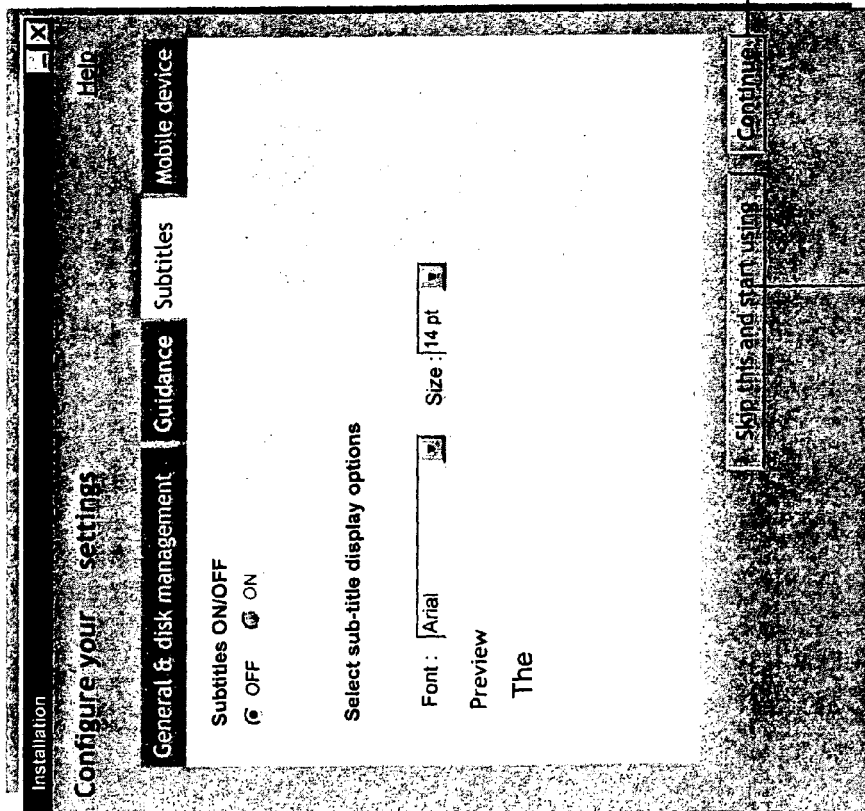 Installation
Configure your settings Help
General & disk management Guidance Subtitles Mobile device
Subtitles ON/OFF
OFF ON
Select sub-title display options
Font : Arial Size : 14 pt
Preview
The
Skip this and start using Continue